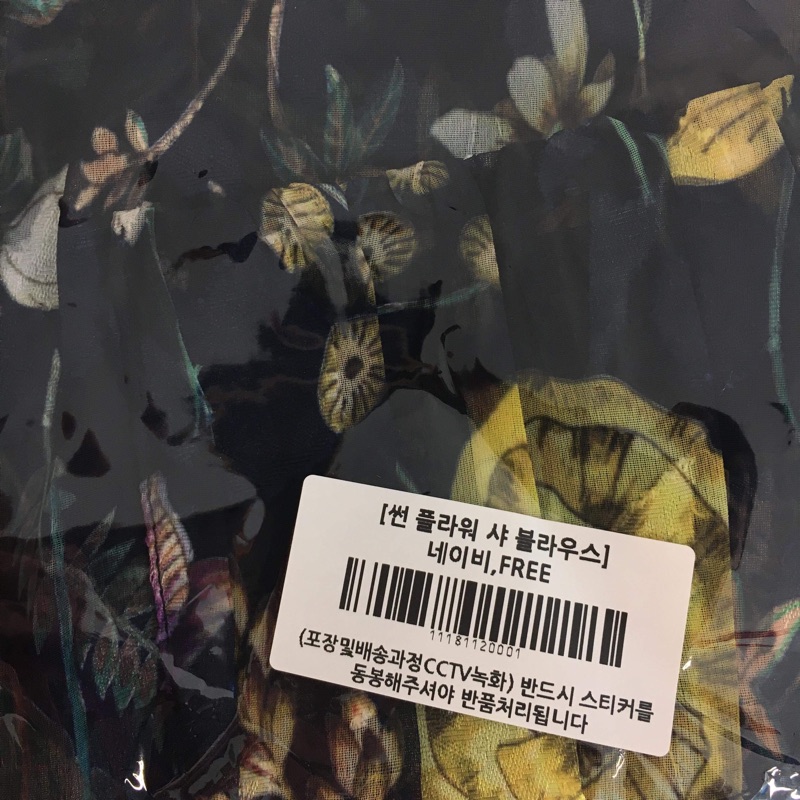 [썬 플라워 샤 블라우스]
네이비,FREE
11181120001
(포장및배송과정CCTV녹화) 반드시 스티커를
동봉해주셔야 반품처리됩니다